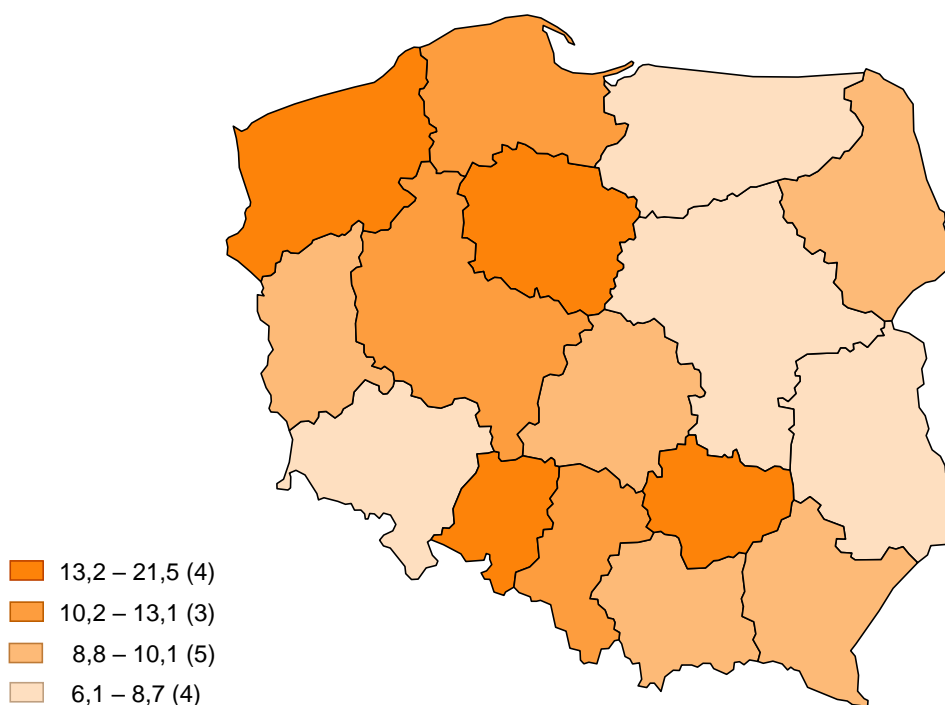 13,2 – 21,5 (4)
10,2 – 13,1 (3)
8,8 – 10,1 (5)
6,1 – 8,7 (4)